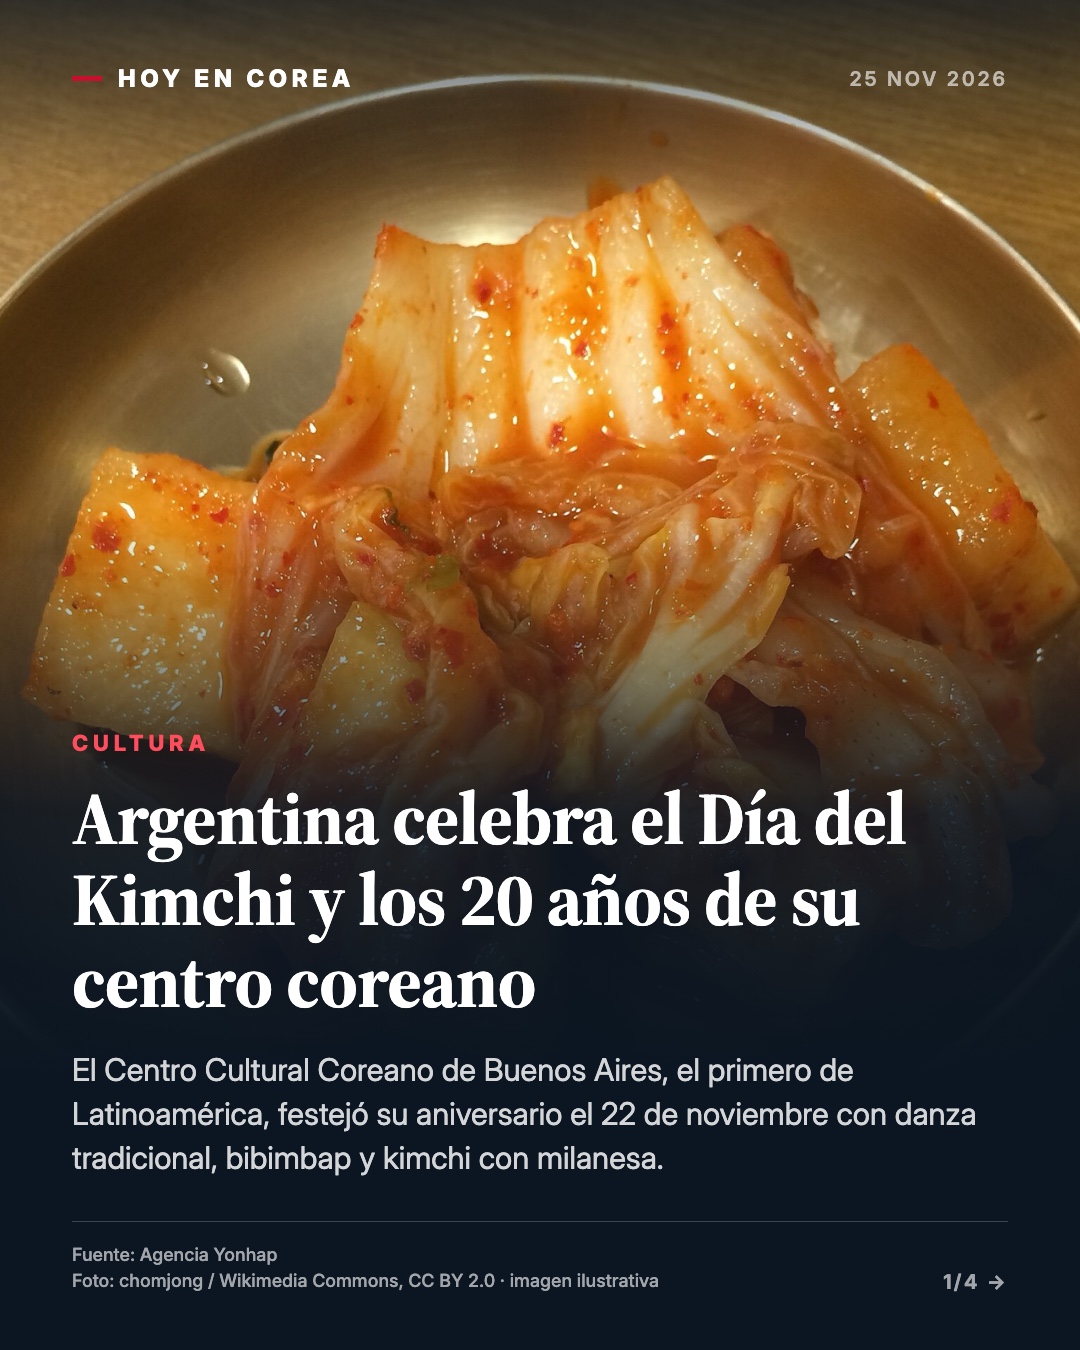 HOY EN COREA
25 NOV 2026
CULTURA
Argentina celebra el Día del
Kimchi y los 20 años de su
centro coreano
El Centro Cultural Coreano de Buenos Aires, el primero de
Latinoamérica, festejó su aniversario el 22 de noviembre con danza
tradicional, bibimbap y kimchi con milanesa.
Fuente: Agencia Yonhap
Foto: chomjong / Wikimedia Commons, CC BY 2.0 · imagen ilustrativa
1/4 →